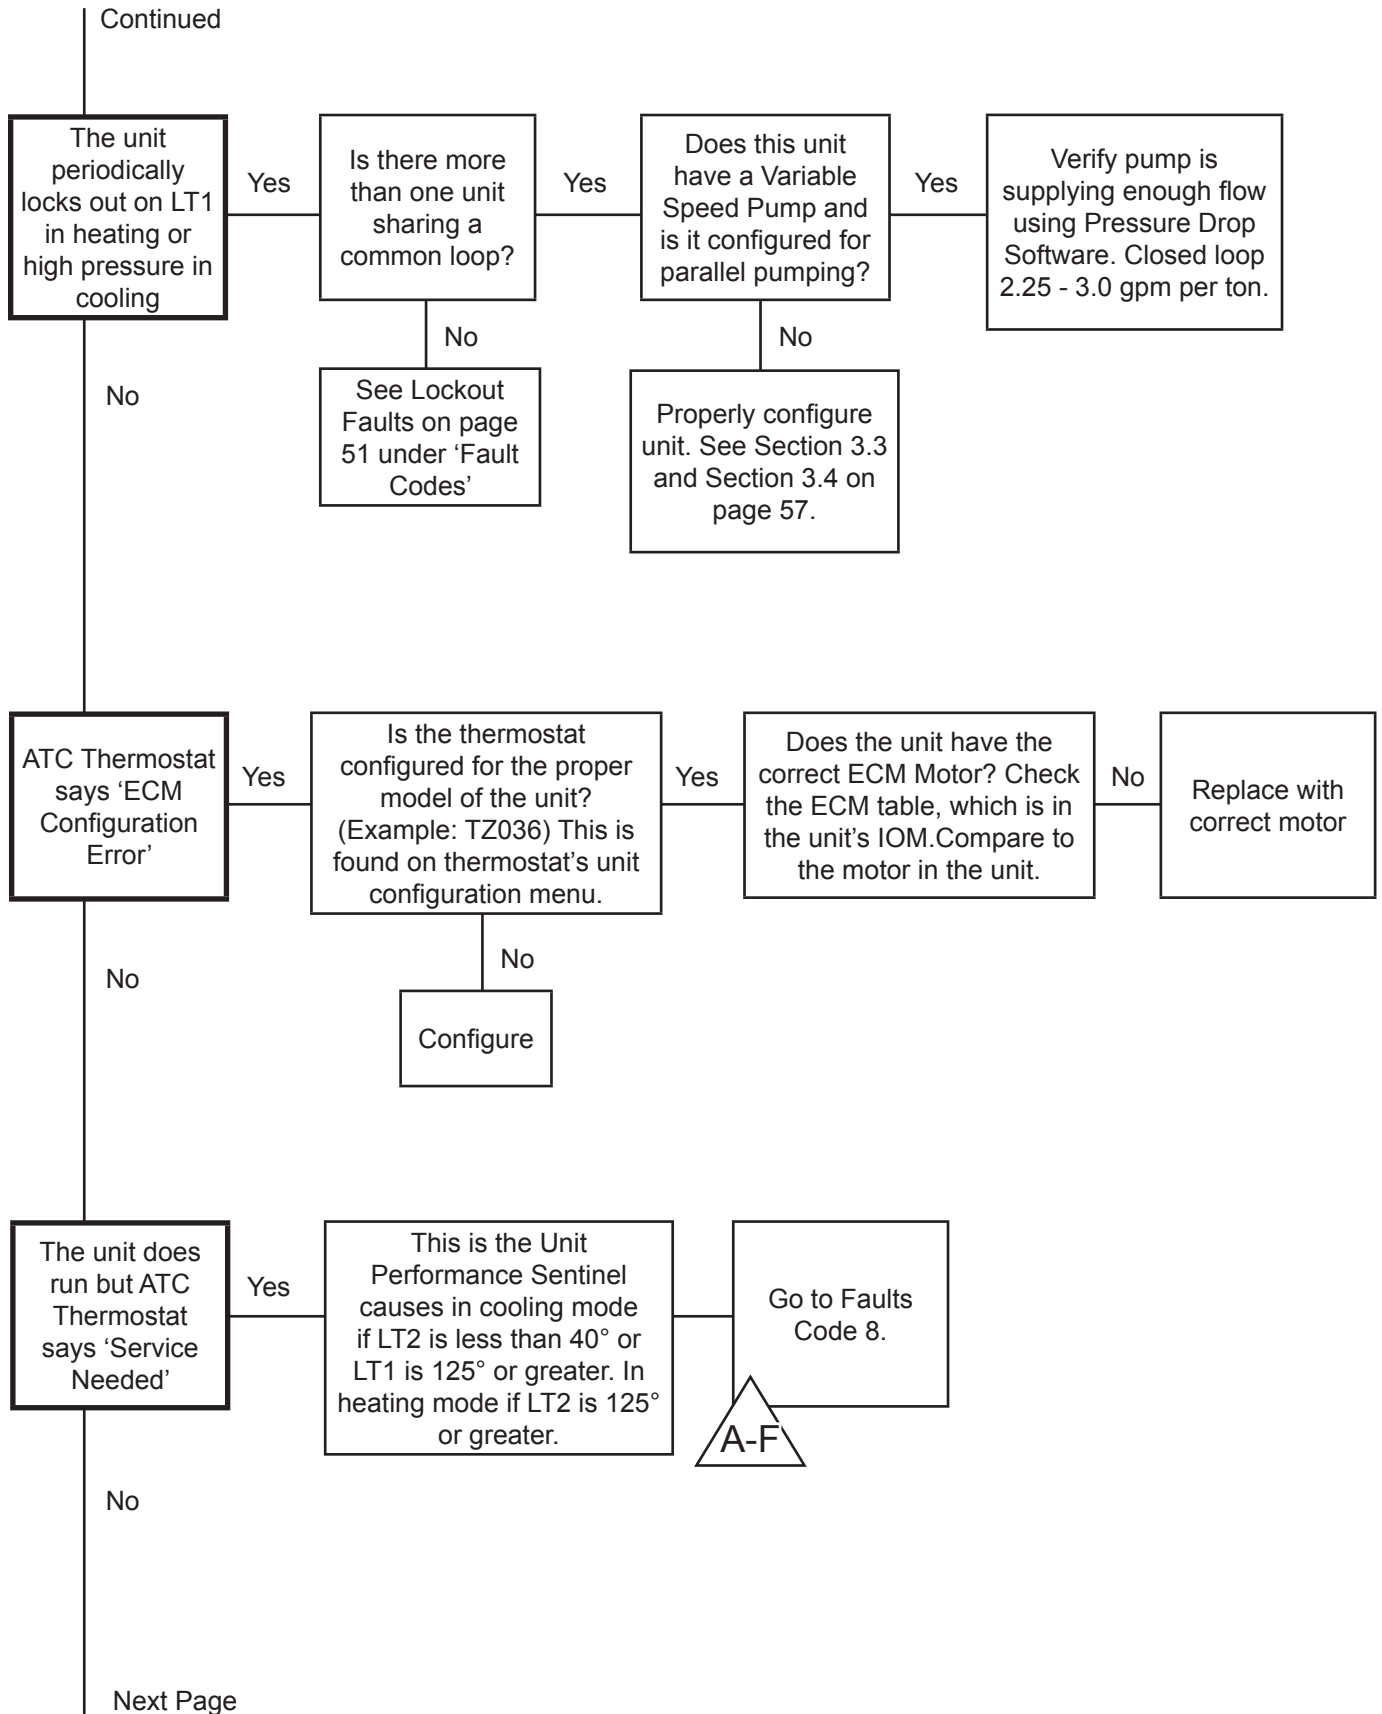 Continued
The unit
periodically
locks out on LT1
in heating or
high pressure in
cooling
Yes
Is there more
than one unit
sharing a
common loop?
Yes
Does this unit
have a Variable
Speed Pump and
is it configured for
parallel pumping?
Yes
Verify pump is
supplying enough flow
using Pressure Drop
Software. Closed loop
2.25 - 3.0 gpm per ton.
No
No
No
See Lockout
Faults on page
51 under ‘Fault
Codes’
Properly configure
unit. See Section 3.3
and Section 3.4 on
page 57.
ATC Thermostat
says ‘ECM
Configuration
Error’
Yes
Is the thermostat
configured for the proper
model of the unit?
(Example: TZ036) This is
found on thermostat’s unit
configuration menu.
Yes
Does the unit have the
correct ECM Motor? Check
the ECM table, which is in
the unit’s IOM.Compare to
the motor in the unit.
No
Replace with
correct motor
No
No
Configure
The unit does
run but ATC
Thermostat
says ‘Service
Needed’
Yes
This is the Unit
Performance Sentinel
causes in cooling mode
if LT2 is less than 40° or
LT1 is 125° or greater. In
heating mode if LT2 is 125°
or greater.
Go to Faults
Code 8.
A-F
No
Next Page